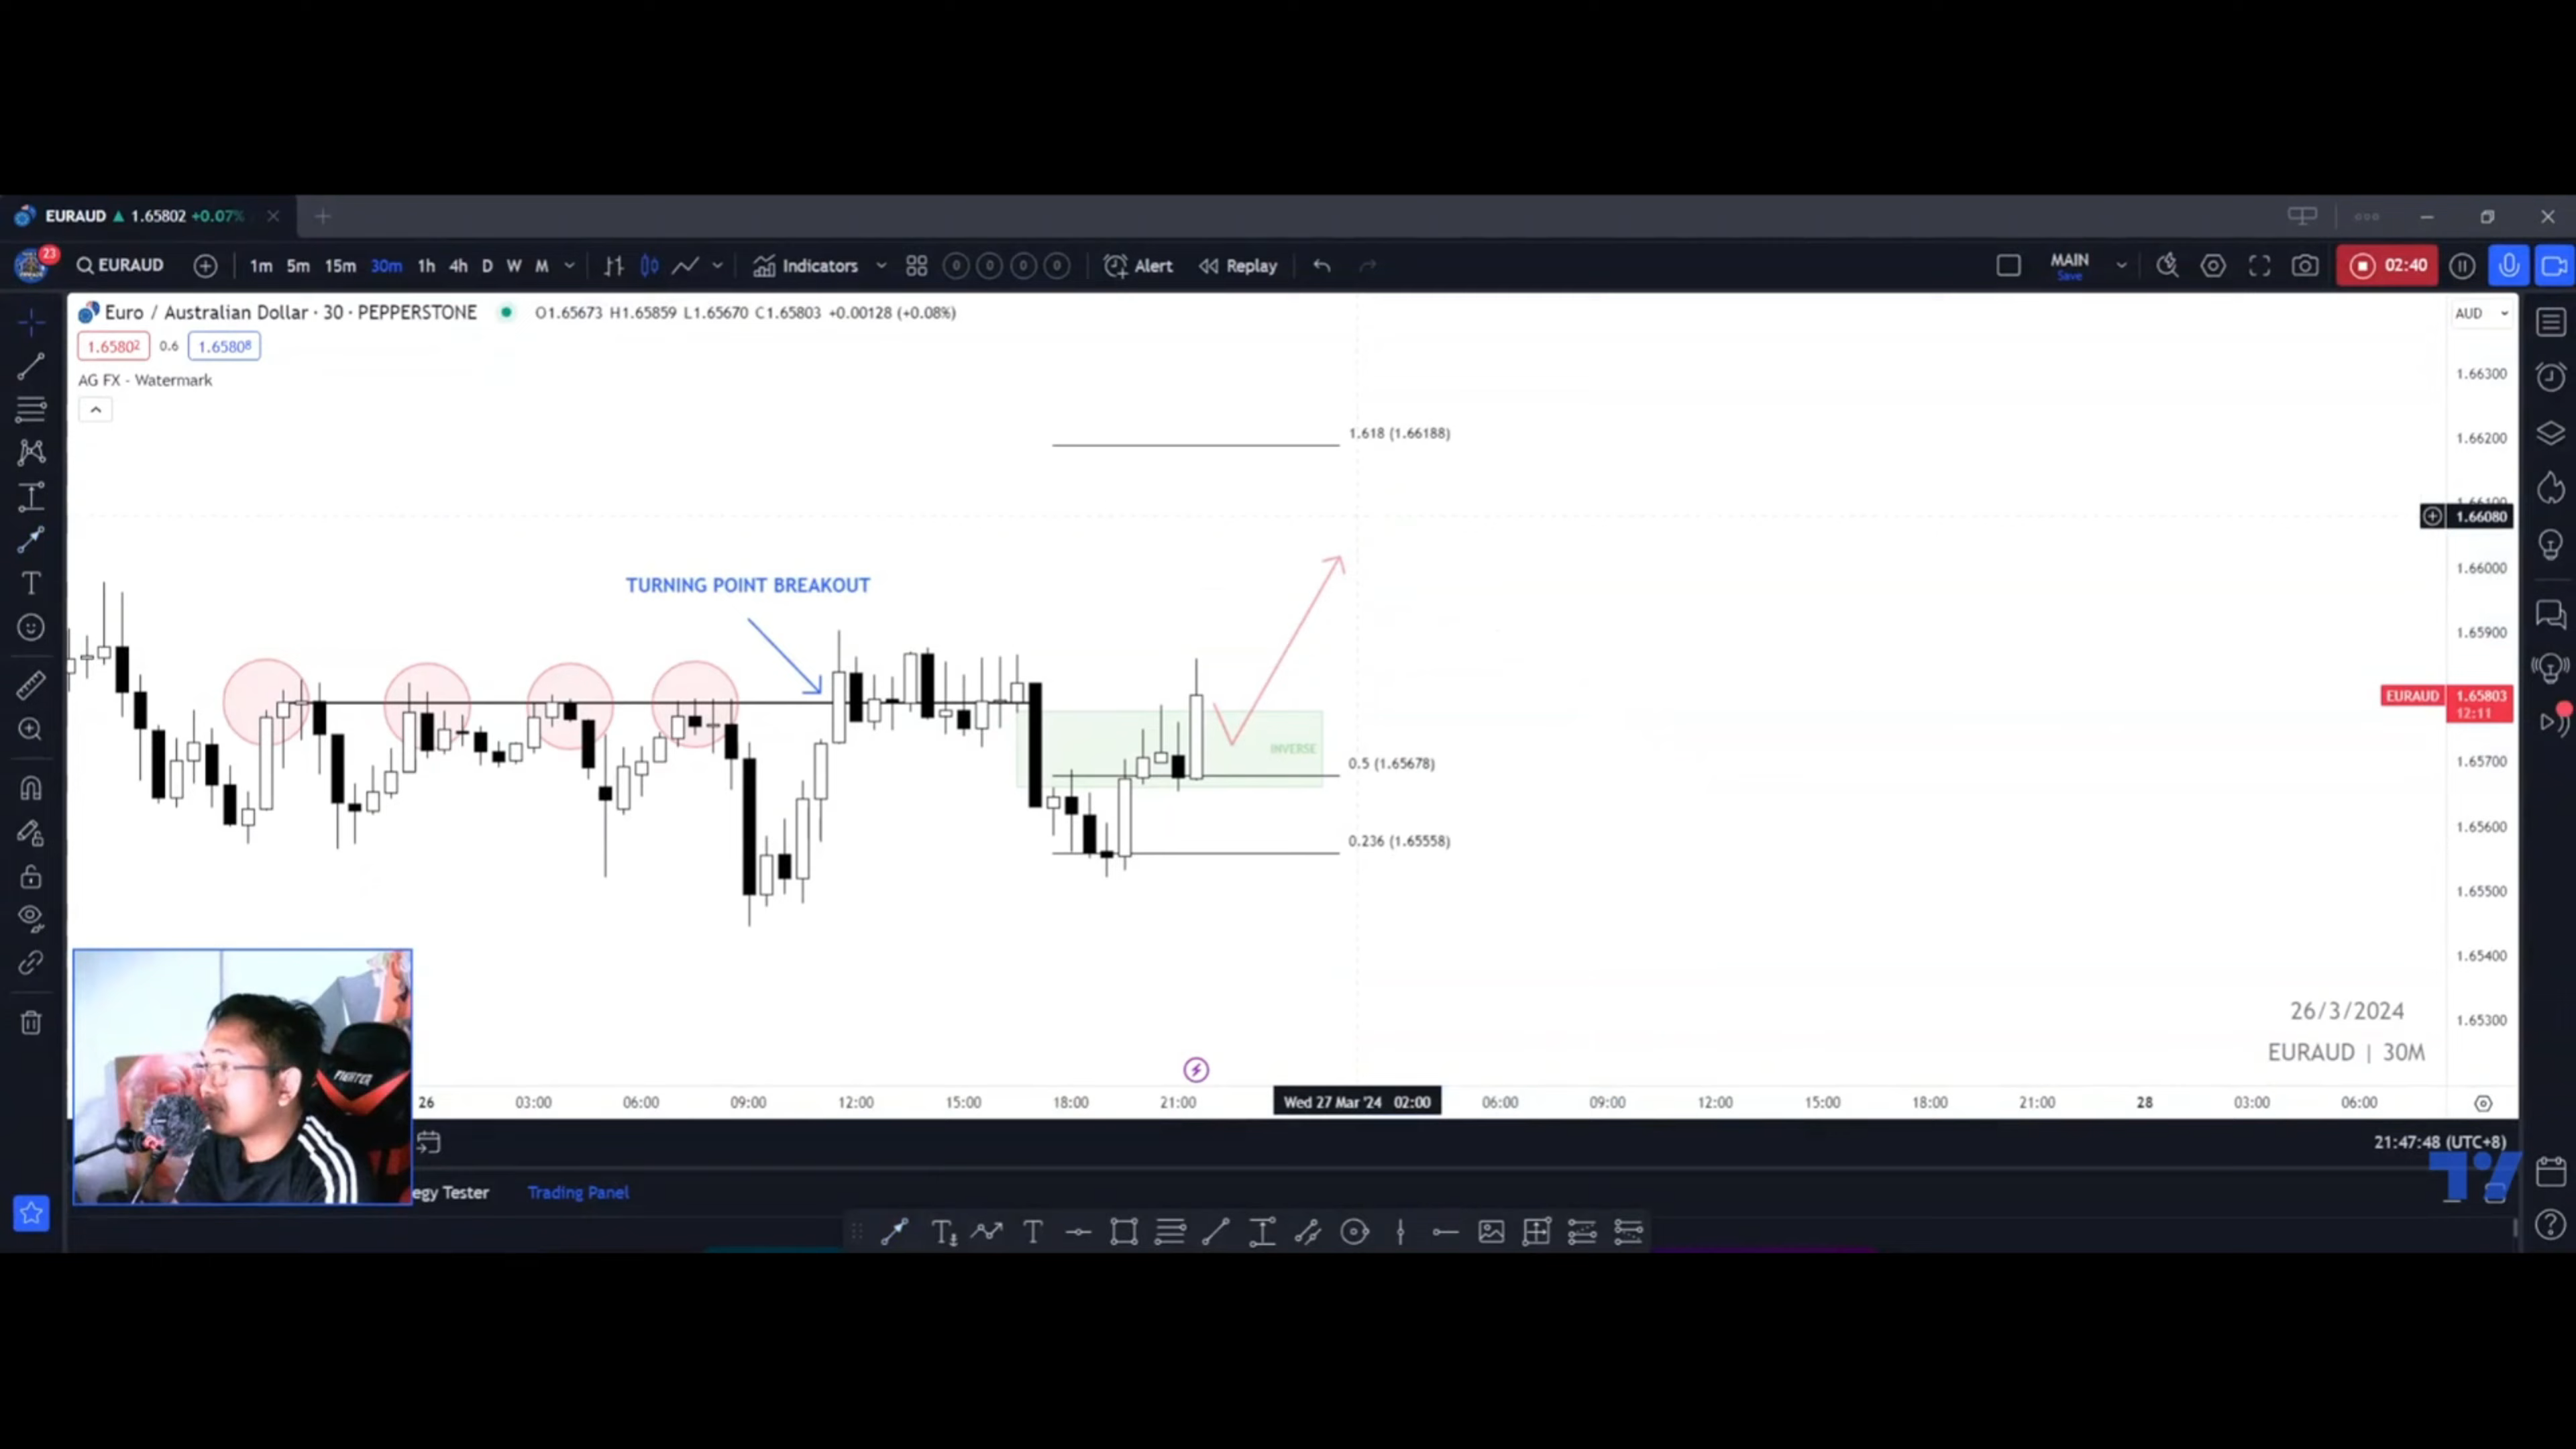 EURAUD ▲ 1.65802 +0.07%
23 EURAUD 1m 5m 15m 30m 1h 4h D W M Indicators Alert Replay MAIN Save 02:40
Euro / Australian Dollar · 30 · PEPPERSTONE O1.65673 H1.65859 L1.65670 C1.65803 +0.00128 (+0.08%)
AUD
1.65802 0.6 1.65808
AG FX - Watermark
1.66300
1.618 (1.66188)
1.66200
1.66080
1.66000
TURNING POINT BREAKOUT
1.65900
EURAUD 1.65803
12:11
INVERSE
0.5 (1.65678)
1.65700
1.65600
0.236 (1.65558)
1.65500
1.65400
26/3/2024
1.65300
EURAUD | 30M
FIGHTER
26 03:00 06:00 09:00 12:00 15:00 18:00 21:00 Wed 27 Mar '24 02:00 06:00 09:00 12:00 15:00 18:00 21:00 28 03:00 06:00
21:47:48 (UTC+8)
egy Tester Trading Panel